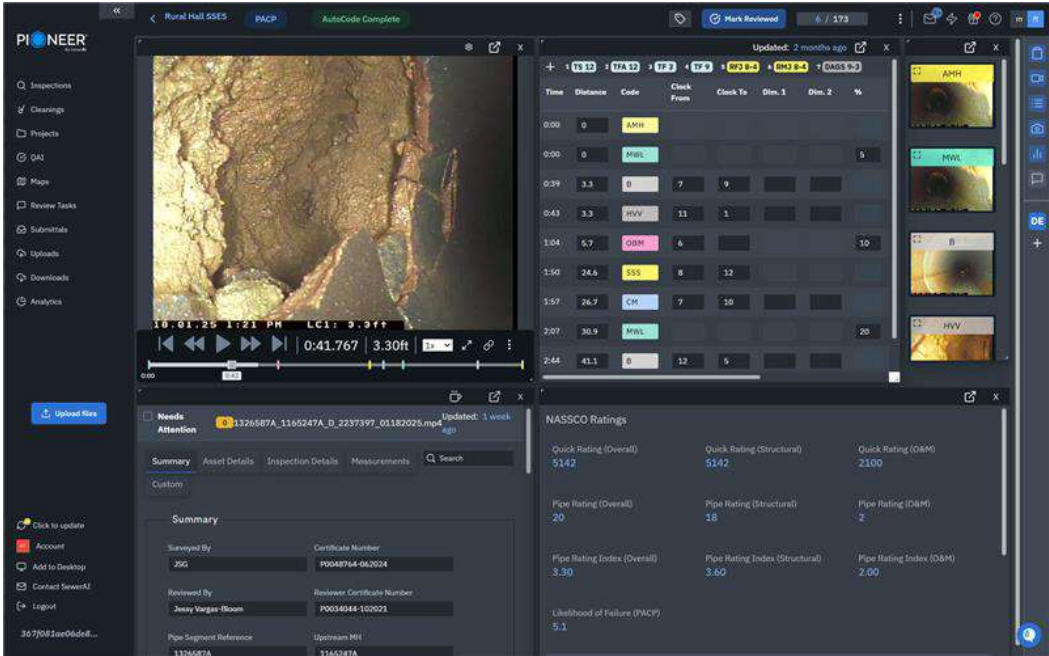 PIONEER
Inspections
Cleanings
Projects
QAI
Maps
Review Tasks
Submittals
Uploads
Downloads
Analytics
Upload files
Click to update
Account
Add to Desktop
Contact SewerAI
Logout
367f081ae06de8...
Rural Hall SSES
PACP
AutoCode Complete
Mark Reviewed
6 / 173
10.01.25 1:21 PM LC1: 3.3ft
0:41.767
3.30ft
1x
0:00
0:42
Updated: 2 months ago
X
+ 1 TS 12 2 TFA 12 3 TF 3 4 TF 9 5 RFJ 8-4 6 RMJ 8-4 7 DAGS 9-3
Time Distance Code Clock From Clock To Dim. 1 Dim. 2 %
0:00 0 AMH
0:00 0 MWL 5
0:39 3.3 B 7 9
0:43 3.3 HVV 11 1
1:04 5.7 OBM 6 10
1:50 24.6 SSS 8 12
1:57 26.7 CM 7 10
2:07 30.9 MWL 20
2:44 41.1 B 12 5
AMH
MWL
B
HVV
DE
Needs Attention
0
1326587A_1165247A_D_2237397_01182025.mp4
Updated: 1 week ago
Summary Asset Details Inspection Details Measurements Search
Custom
Summary
Surveyed By Certificate Number
JSG P0048764-062024
Reviewed By Reviewer Certificate Number
Jessy Vargas-Bloom P0034044-102021
Pipe Segment Reference Upstream MH
1326587A 1165247A
NASSCO Ratings
Quick Rating (Overall) Quick Rating (Structural) Quick Rating (O&M)
5142 5142 2100
Pipe Rating (Overall) Pipe Rating (Structural) Pipe Rating (O&M)
20 18 2
Pipe Rating Index (Overall) Pipe Rating Index (Structural) Pipe Rating Index (O&M)
3.30 3.60 2.00
Likelihood of Failure (PACP)
5.1